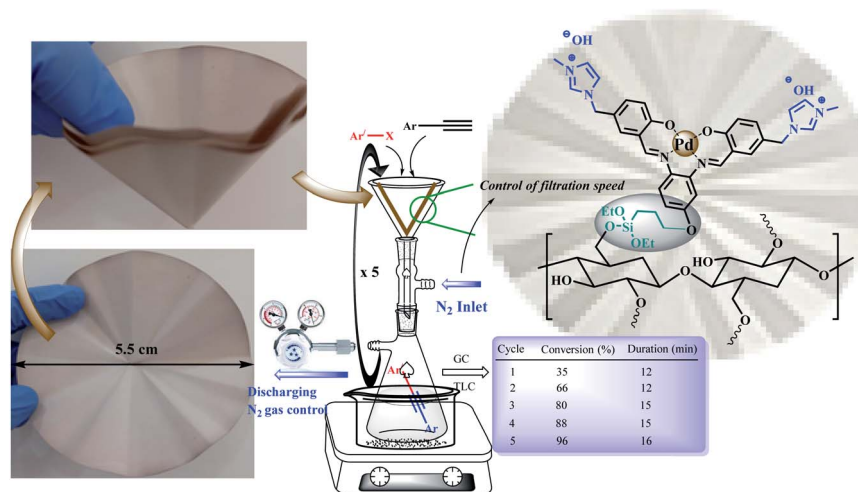 5.5 cm
Ar/—X
Ar
Control of filtration speed
x 5
N2 Inlet
Discharging
N2 gas control
Ar
Ar
GC
TLC
⊖OH
N
⊕
N
O
O
Pd
N
N
⊖OH
N
N
⊕
EtO
Si
O
OEt
O
HO
O
O
HO
O
O
O
O
O
Cycle Conversion (%) Duration (min)
1 35 12
2 66 12
3 80 15
4 88 15
5 96 16